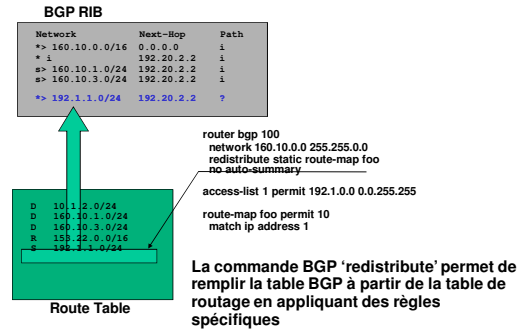 BGP RIB
Network Next-Hop Path
*> 160.10.0.0/16 0.0.0.0 i
* i 192.20.2.2 i
s> 160.10.1.0/24 192.20.2.2 i
s> 160.10.3.0/24 192.20.2.2 i
*> 192.1.1.0/24 192.20.2.2 ?
router bgp 100
network 160.10.0.0 255.255.0.0
redistribute static route-map foo
no auto-summary
access-list 1 permit 192.1.0.0 0.0.255.255
route-map foo permit 10
match ip address 1
D 10.1.2.0/24
D 160.10.1.0/24
D 160.10.3.0/24
R 153.22.0.0/16
S 192.1.1.0/24
Route Table
La commande BGP ‘redistribute’ permet de
remplir la table BGP à partir de la table de
routage en appliquant des règles
spécifiques